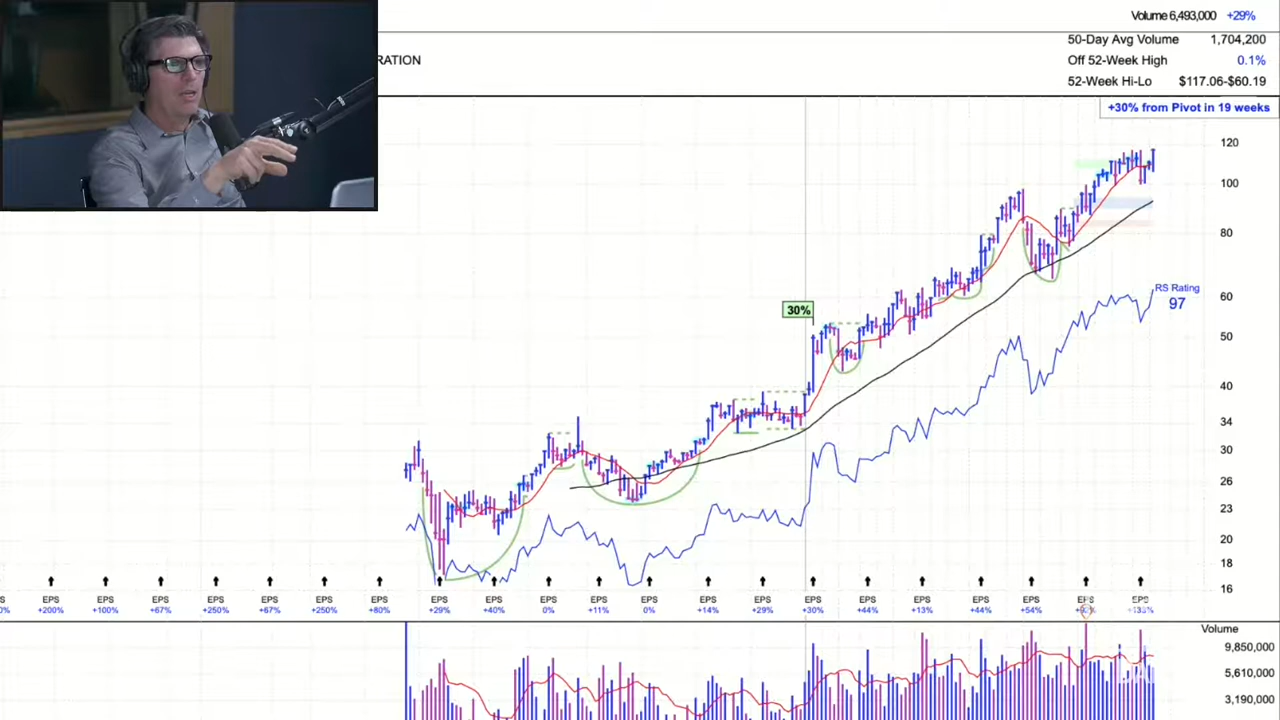 Volume 6,493,000 +29%
RATION
50-Day Avg Volume 1,704,200
Off 52-Week High 0.1%
52-Week Hi-Lo $117.06-$60.19
+30% from Pivot in 19 weeks
120
100
80
RS Rating
97
60
30%
50
40
34
30
26
23
20
18
16
S EPS EPS EPS EPS EPS EPS EPS EPS EPS EPS EPS EPS EPS EPS EPS EPS EPS EPS EPS EPS EPS
0% +200% +100% +67% +250% +67% +250% +80% +29% +40% 0% +11% 0% +14% +29% +30% +44% +13% +44% +54% +133%
Volume
9,850,000
5,610,000
3,190,000